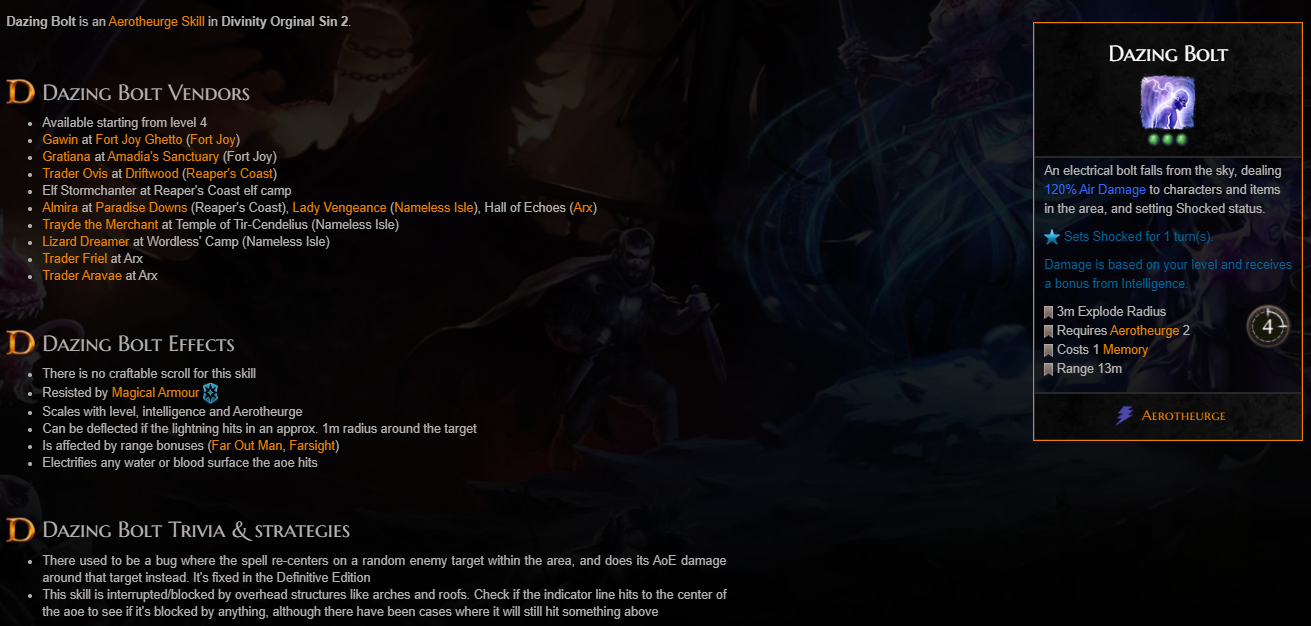 Dazing Bolt is an Aerotheurge Skill in Divinity Orginal Sin 2.
Dazing Bolt Vendors
Available starting from level 4
Gawin at Fort Joy Ghetto (Fort Joy)
Gratiana at Amadia's Sanctuary (Fort Joy)
Trader Ovis at Driftwood (Reaper's Coast)
Elf Stormchanter at Reaper's Coast elf camp
Almira at Paradise Downs (Reaper's Coast), Lady Vengeance (Nameless Isle), Hall of Echoes (Arx)
Trayde the Merchant at Temple of Tir-Cendelius (Nameless Isle)
Lizard Dreamer at Wordless' Camp (Nameless Isle)
Trader Friel at Arx
Trader Aravae at Arx
Dazing Bolt Effects
There is no craftable scroll for this skill
Resisted by Magical Armour
Scales with level, intelligence and Aerotheurge
Can be deflected if the lightning hits in an approx. 1m radius around the target
Is affected by range bonuses (Far Out Man, Farsight)
Electrifies any water or blood surface the aoe hits
Dazing Bolt Trivia & strategies
There used to be a bug where the spell re-centers on a random enemy target within the area, and does its AoE damage
around that target instead. It's fixed in the Definitive Edition
This skill is interrupted/blocked by overhead structures like arches and roofs. Check if the indicator line hits to the center of
the aoe to see if it's blocked by anything, although there have been cases where it will still hit something above
Dazing Bolt
An electrical bolt falls from the sky, dealing
120% Air Damage to characters and items
in the area, and setting Shocked status.
Sets Shocked for 1 turn(s).
Damage is based on your level and receives
a bonus from Intelligence.
3m Explode Radius
Requires Aerotheurge 2
Costs 1 Memory
Range 13m
4
Aerotheurge